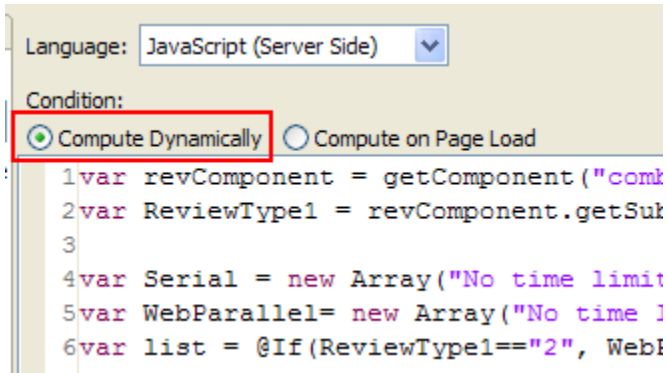 Language: JavaScript (Server Side)
Condition:
Compute Dynamically Compute on Page Load
1var revComponent = getComponent("comb
2var ReviewType1 = revComponent.getSub
3
4var Serial = new Array("No time limit
5var WebParallel= new Array("No time l
6var list = @If(ReviewType1=="2", WebP